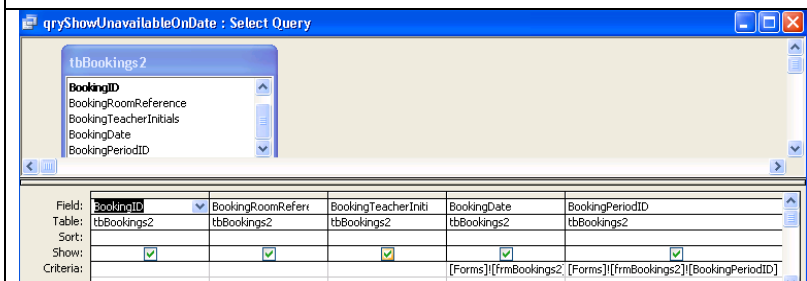 qryShowUnavailableOnDate : Select Query
tbBookings2
BookingID
BookingRoomReference
BookingTeacherInitials
BookingDate
BookingPeriodID
Field: BookingID BookingRoomRefere BookingTeacherIniti BookingDate BookingPeriodID
Table: tbBookings2 tbBookings2 tbBookings2 tbBookings2 tbBookings2
Sort:
Show:
Criteria: [Forms]![frmBookings2] [Forms]![frmBookings2]![BookingPeriodID]